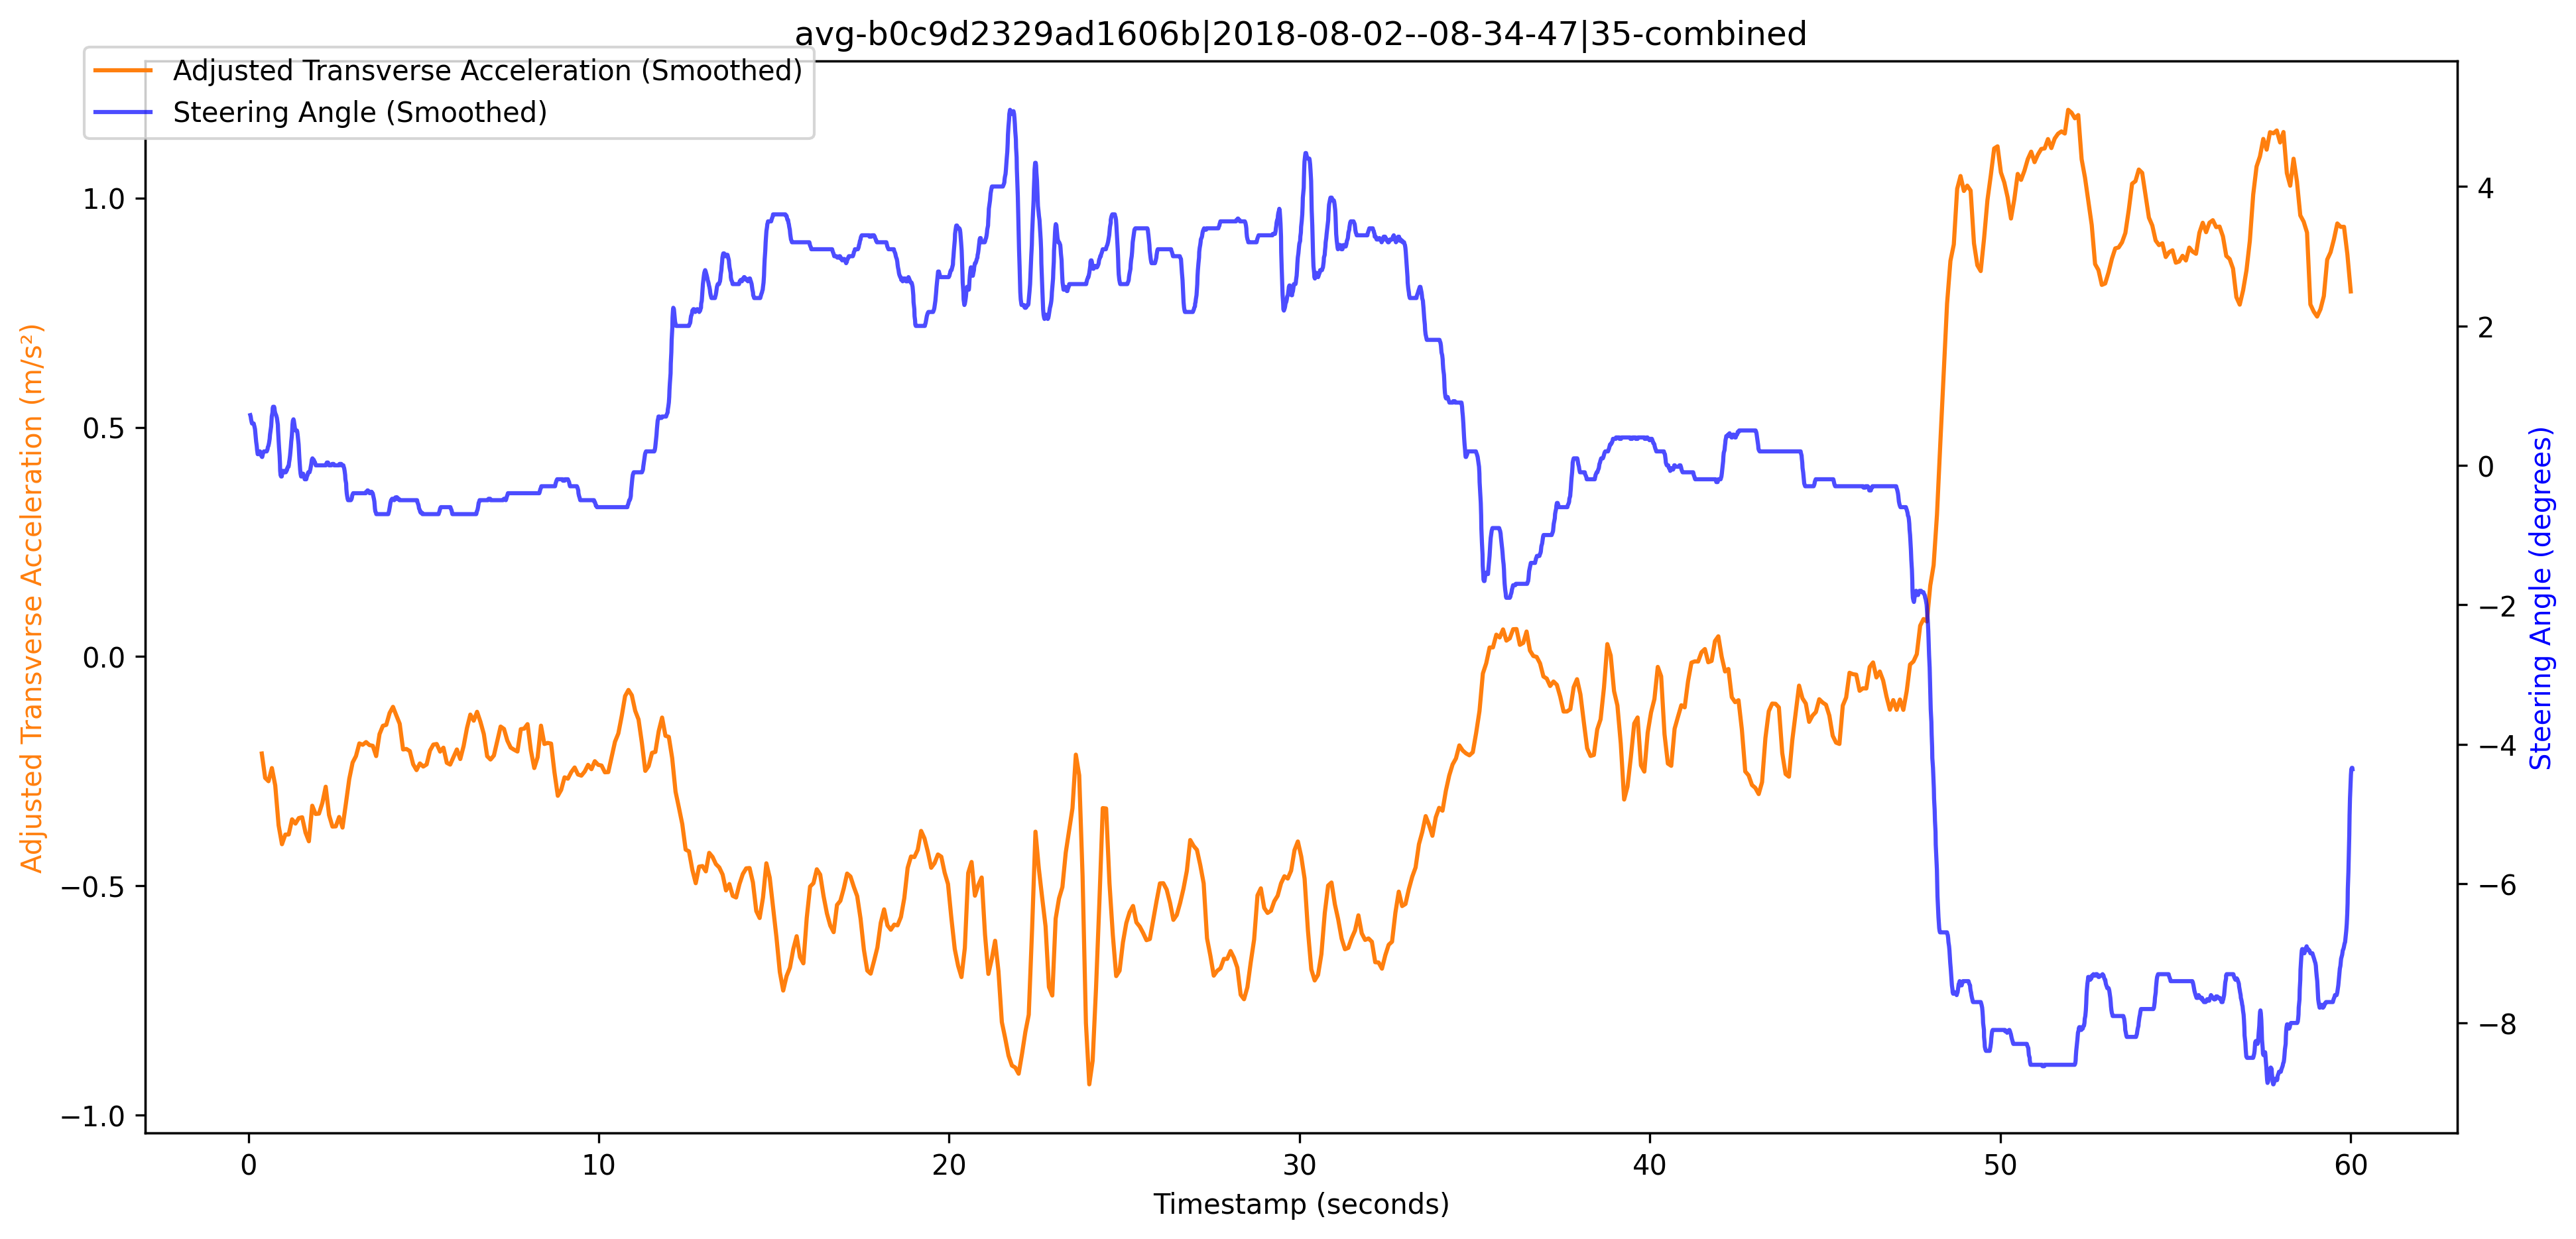 avg-b0c9d2329ad1606b|2018-08-02--08-34-47|35-combined
Adjusted Transverse Acceleration (Smoothed)
Steering Angle (Smoothed)
Adjusted Transverse Acceleration (m/s²)
1.0
0.5
0.0
−0.5
−1.0
4
2
0
−2
−4
−6
−8
Steering Angle (degrees)
0 10 20 30 40 50 60
Timestamp (seconds)